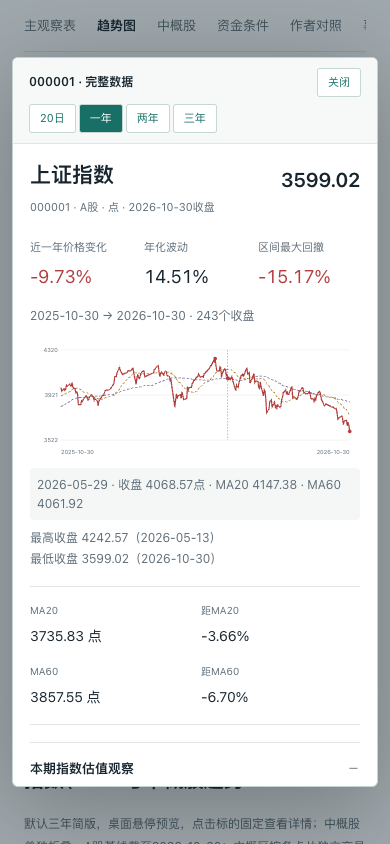 主观察表 趋势图 中概股 资金条件 作者对照
000001 · 完整数据
关闭
20日 一年 两年 三年
上证指数
3599.02
000001 · A股 · 点 · 2026-10-30收盘
近一年价格变化 年化波动 区间最大回撤
-9.73% 14.51% -15.17%
2025-10-30 → 2026-10-30 · 243个收盘
4320
3921
3522
2025-10-30 2026-10-30
2026-05-29 · 收盘 4068.57点 · MA20 4147.38 · MA60
4061.92
最高收盘 4242.57（2026-05-13）
最低收盘 3599.02（2026-10-30）
MA20 距MA20
3735.83 点 -3.66%
MA60 距MA60
3857.55 点 -6.70%
本期指数估值观察 −
默认三年简版，桌面悬停预览，点击标的固定查看详情；中概股